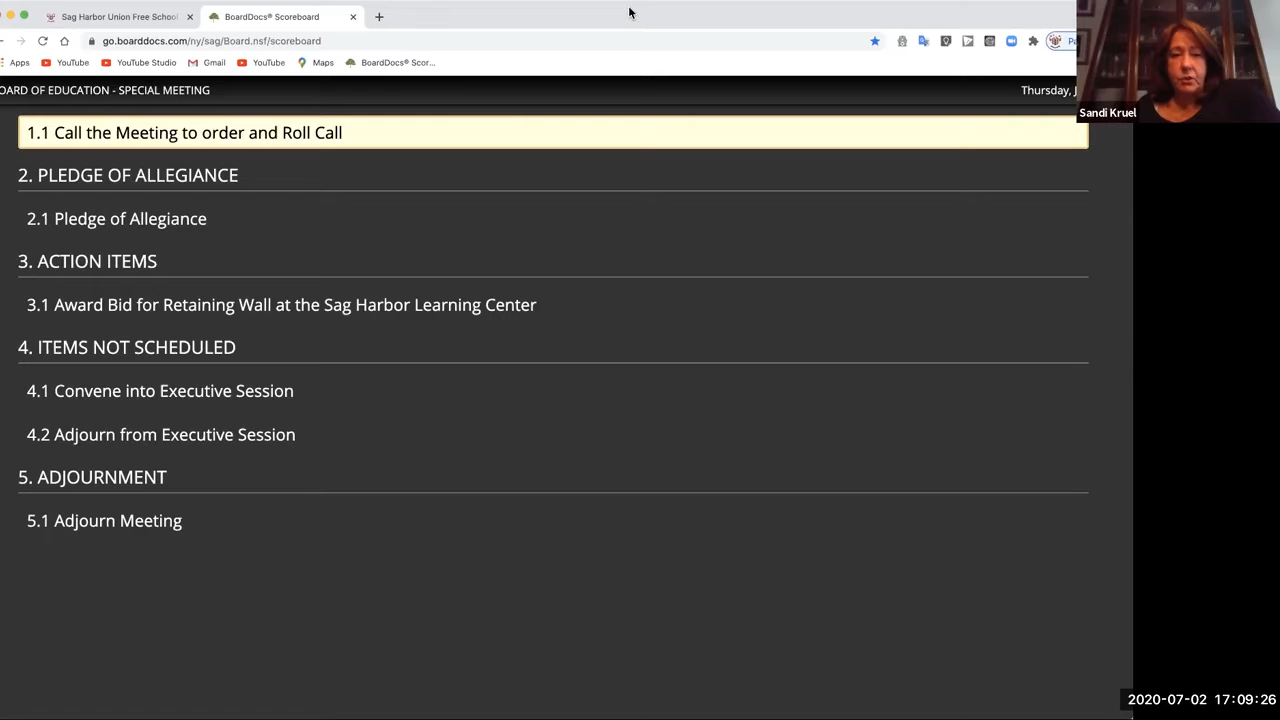 Sag Harbor Union Free School
BoardDocs® Scoreboard
go.boarddocs.com/ny/sag/Board.nsf/scoreboard
Apps
YouTube
YouTube Studio
Gmail
YouTube
Maps
BoardDocs® Scor...
OARD OF EDUCATION - SPECIAL MEETING
Thursday, J
Sandi Kruel
1.1 Call the Meeting to order and Roll Call
2. PLEDGE OF ALLEGIANCE
2.1 Pledge of Allegiance
3. ACTION ITEMS
3.1 Award Bid for Retaining Wall at the Sag Harbor Learning Center
4. ITEMS NOT SCHEDULED
4.1 Convene into Executive Session
4.2 Adjourn from Executive Session
5. ADJOURNMENT
5.1 Adjourn Meeting
2020-07-02 17:09:26